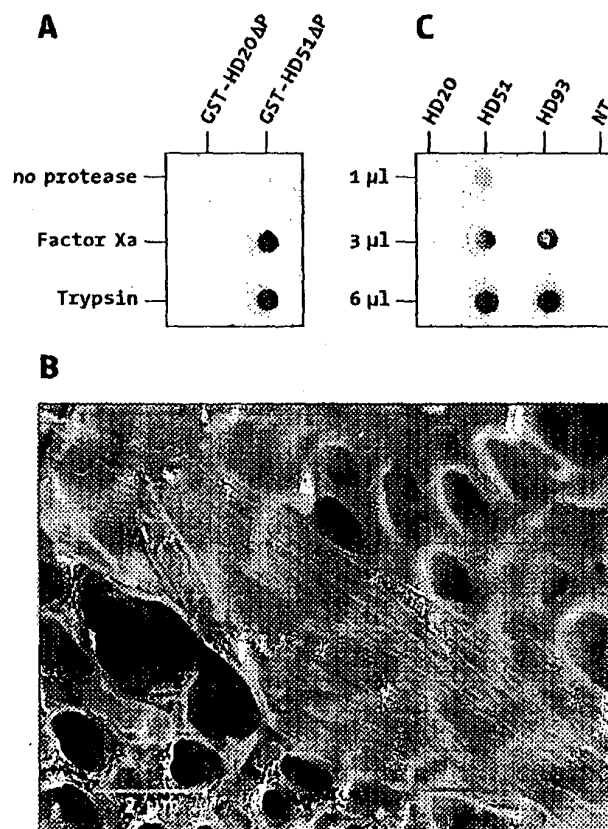 A
C
GST-HD20ΔP
GST-HD51ΔP
HD20
HD51
HD93
NT
no protease
Factor Xa
Trypsin
1 µl
3 µl
6 µl
B